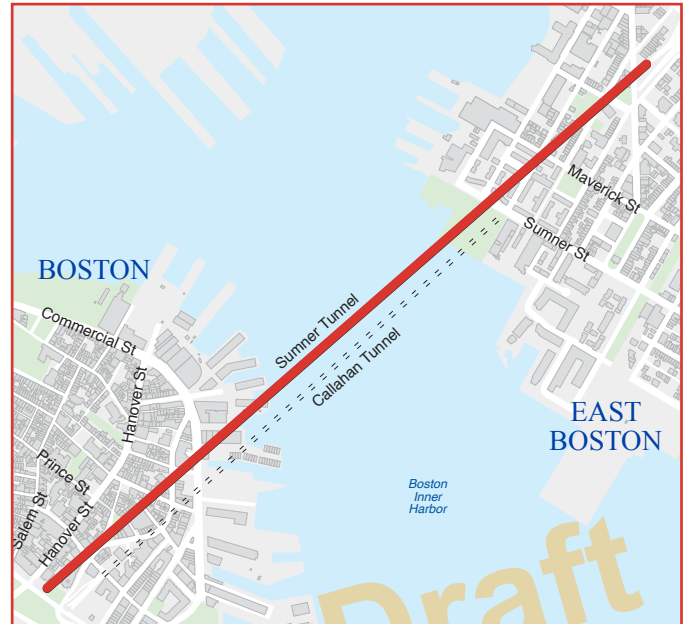 Maverick St
Sumner St
BOSTON
Commercial St
Sumner Tunnel
Callahan Tunnel
Hanover St
EAST
BOSTON
Prince St
Boston
Inner
Harbor
Salem St
Hanover St
Draft